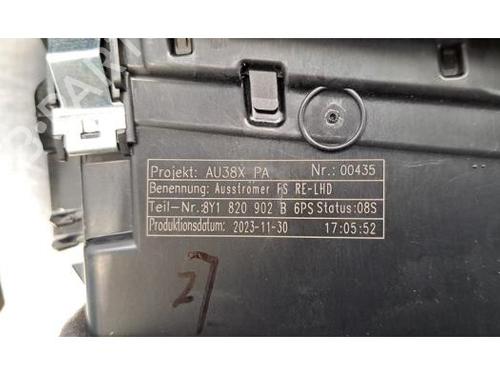 Projekt: AU38X PA Nr.: 00435
Benennung: Ausströmer FS RE-LHD
Teil-Nr.:8Y1 820 902 B 6PS Status:08S
Produktionsdatum: 2023-11-30 17:05:52
27